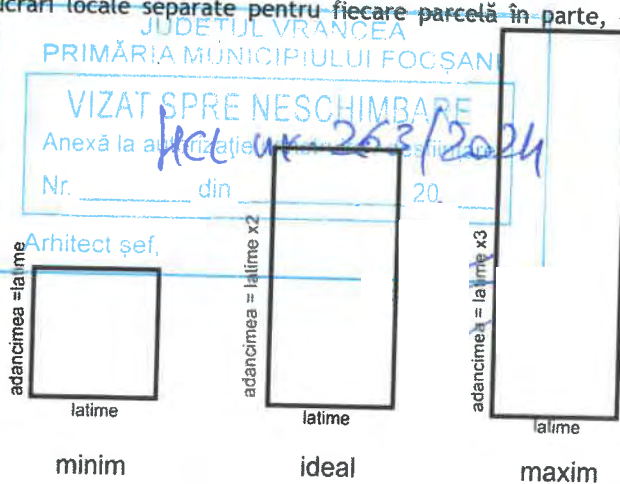 lucrări locale separate pentru fiecare parcelă în parte,
JUDEȚUL VRANCEA
PRIMĂRIA MUNICIPIULUI FOCȘANI
VIZAT SPRE NESCHIMBARE
HCL nr 263/2024
Anexă la autorizație
Nr. din 20
Arhitect șef,
adancimea =latime
latime
minim
adancimea = latime x2
latime
ideal
adancimea = latime x3
latime
maxim